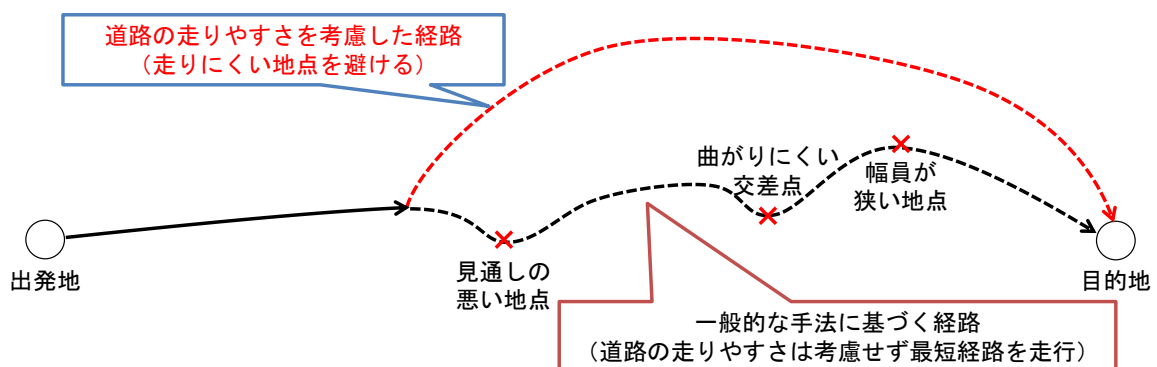 道路の走りやすさを考慮した経路
（走りにくい地点を避ける）
曲がりにくい
交差点
幅員が
狭い地点
出発地
見通しの
悪い地点
目的地
一般的な手法に基づく経路
（道路の走りやすさは考慮せず最短経路を走行）